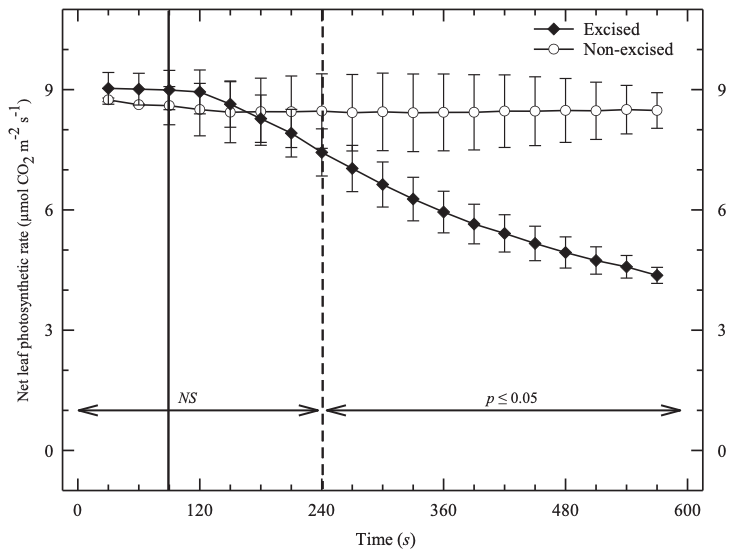 Excised
Non-excised
Net leaf photosynthetic rate (μmol CO2 m-2 s-1)
9
9
6
6
3
3
NS
p ≤ 0.05
0
0
0
120
240
360
480
600
Time (s)